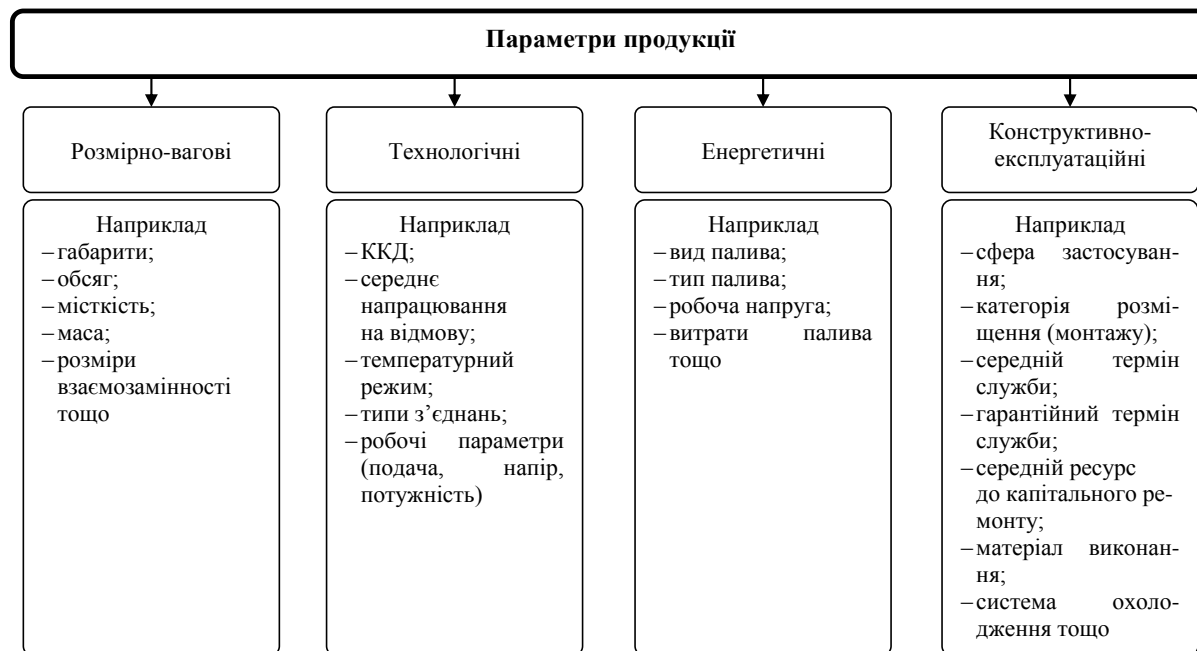 Параметри продукції
Розмірно-вагові
Технологічні
Енергетичні
Конструктивно-
експлуатаційні
Наприклад
–габарити;
–обсяг;
–місткість;
–маса;
–розміри
взаємозамінності
тощо
Наприклад
–ККД;
–середнє
напрацювання
на відмову;
–температурний
режим;
–типи з’єднань;
–робочі параметри
(подача, напір,
потужність)
Наприклад
–вид палива;
–тип палива;
–робоча напруга;
–витрати палива
тощо
Наприклад
–сфера застосуван-
ня;
–категорія розмі-
щення (монтажу);
–середній термін
служби;
–гарантійний термін
служби;
–середній ресурс
до капітального ре-
монту;
–матеріал виконан-
ня;
–система охоло-
дження тощо